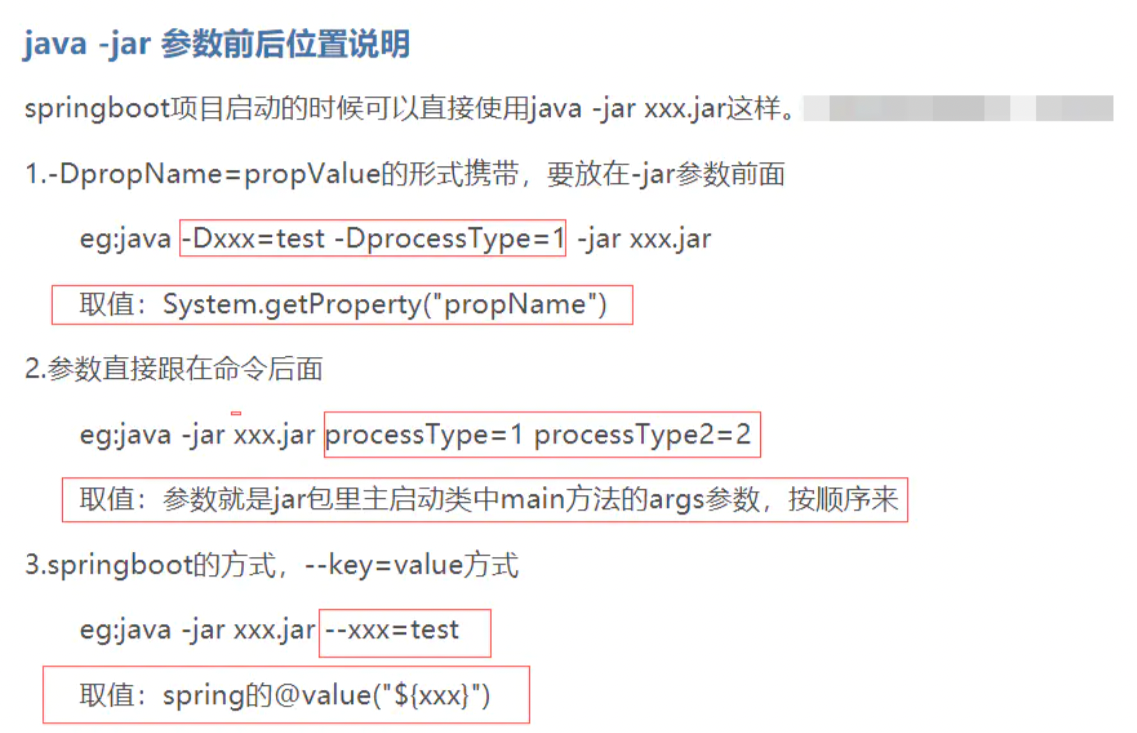 java -jar 参数前后位置说明
springboot项目启动的时候可以直接使用java -jar xxx.jar这样。
1.-DpropName=propValue的形式携带，要放在-jar参数前面
eg:java -Dxxx=test -DprocessType=1 -jar xxx.jar
取值：System.getProperty("propName")
2.参数直接跟在命令后面
eg:java -jar xxx.jar processType=1 processType2=2
取值：参数就是jar包里主启动类中main方法的args参数，按顺序来
3.springboot的方式，--key=value方式
eg:java -jar xxx.jar --xxx=test
取值：spring的@value("${xxx}")